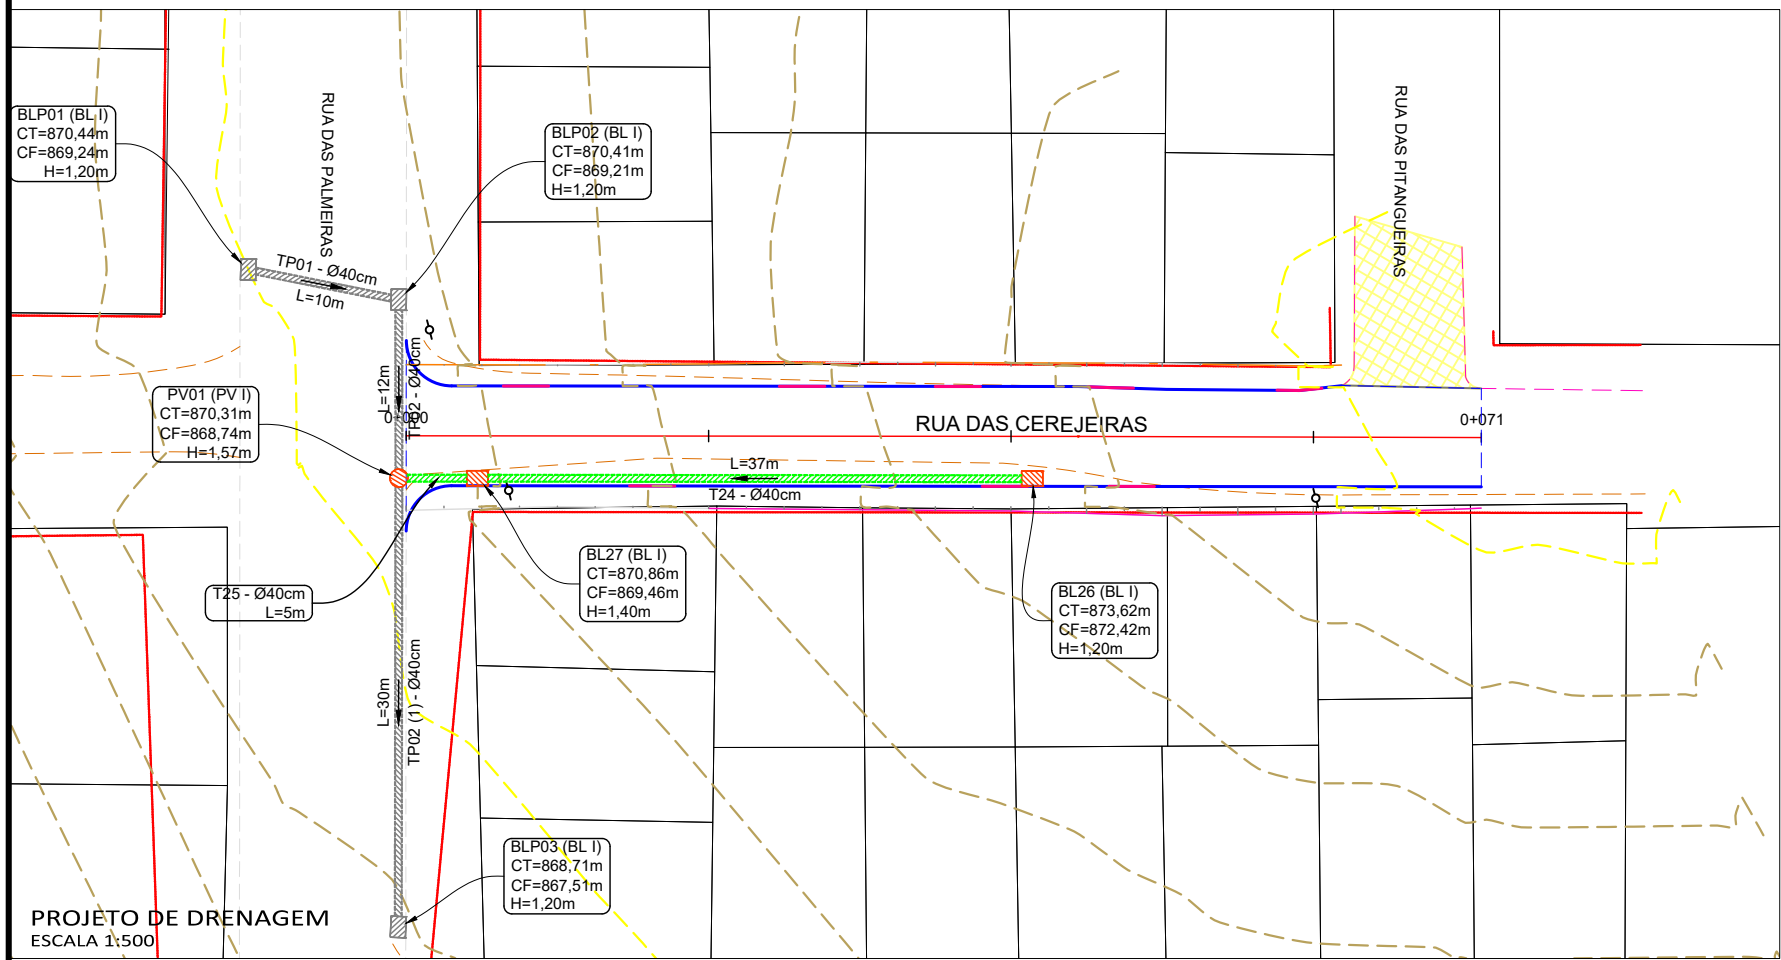 BLP01 (BL I)
CT=870,44m
CF=869,24m
H=1,20m
RUA DAS PALMEIRAS
BLP02 (BL I)
CT=870,41m
CF=869,21m
H=1,20m
RUA DAS PITANGUEIRAS
TP01 - Ø40cm
L=10m
L=12m
TP02 - Ø40cm
PV01 (PV I)
CT=870,31m
CF=868,74m
H=1,57m
0+000
RUA DAS CEREJEIRAS
0+071
L=37m
T24 - Ø40cm
T25 - Ø40cm
L=5m
BL27 (BL I)
CT=870,86m
CF=869,46m
H=1,40m
BL26 (BL I)
CT=873,62m
CF=872,42m
H=1,20m
L=30m
TP02 (1) - Ø40cm
BLP03 (BL I)
CT=868,71m
CF=867,51m
H=1,20m
PROJETO DE DRENAGEM
ESCALA 1:500